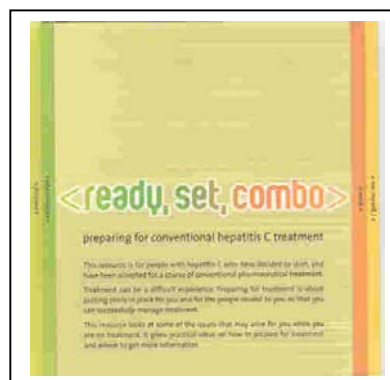 <ready, set, combo>
preparing for conventional hepatitis C treatment
This resource is for people with hepatitis C who have decided to start, and
have been accepted for a course of conventional pharmaceutical treatment.
Treatment can be a difficult experience. Preparing for treatment is about
putting plans in place for you and for the people closest to you so that you
can successfully manage treatment.
This resource looks at some of the issues that may arise for you while you
are on treatment. It gives practical ideas on how to prepare for treatment
and where to get more information.